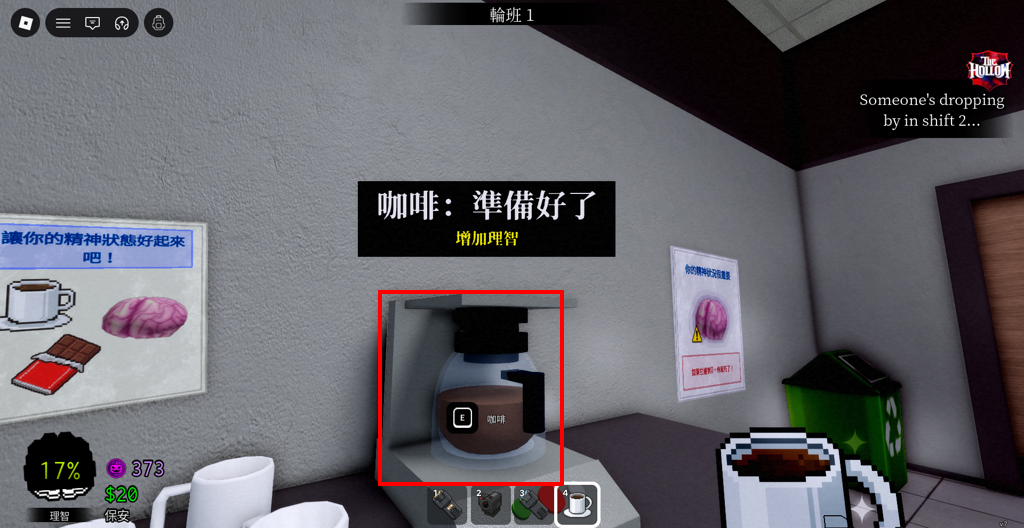 輪班 1
THE HOLLOW
Someone's dropping
by in shift 2...
咖啡：準備好了
增加理智
讓你的精神狀態好起來
吧！
你的精神狀況很重要
E
咖啡
17%
理智
373
$20
保安
1
2
3
4